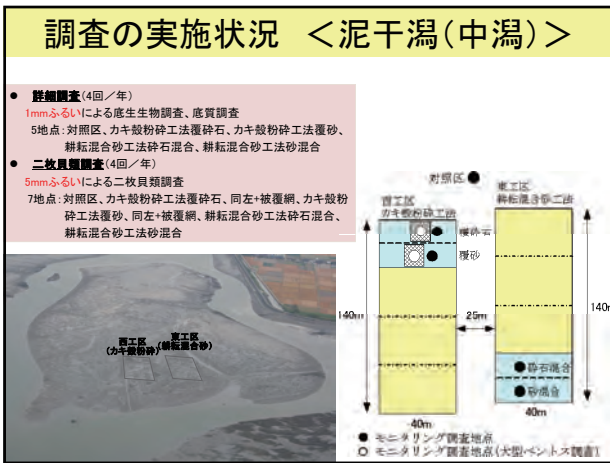 調査の実施状況 <泥干潟(中潟)>
● 詳細調査(4回/年)
1mmふるいによる底生生物調査、底質調査
5地点:対照区、カキ殻粉砕工法覆砕石、カキ殻粉砕工法覆砂、
耕耘混合砂工法砕石混合、耕耘混合砂工法砂混合
● 二枚貝類調査(4回/年)
5mmふるいによる二枚貝類調査
7地点:対照区、カキ殻粉砕工法覆砕石、同左+被覆網、カキ殻粉
砕工法覆砂、同左+被覆網、耕耘混合砂工法砕石混合、
耕耘混合砂工法砂混合
西工区
(カキ殻粉砕)
東工区
(耕耘混合砂)
対照区●
西工区
カキ殻粉砕工法
東工区
耕耘混合砂工法
覆砕石
覆砂
140m
25m
140m
砕石混合
砂混合
40m
40m
● モニタリング調査地点
○ モニタリング調査地点(大型ベントス調査)